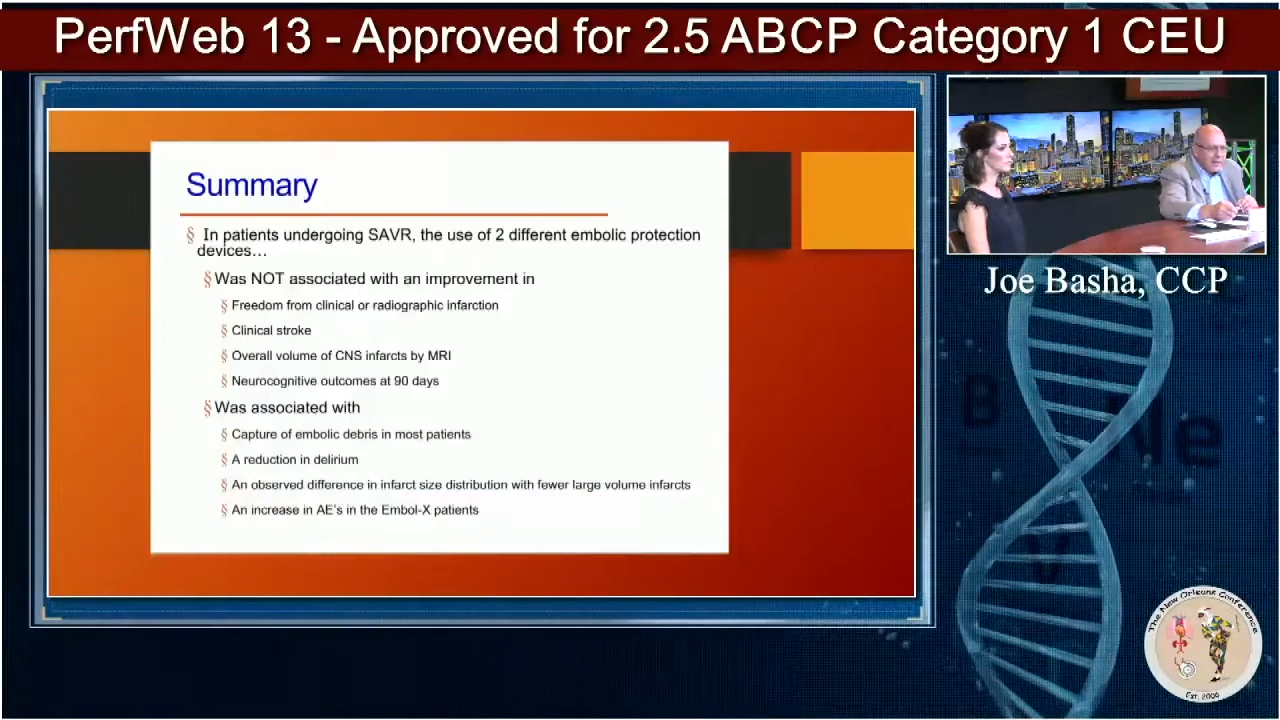 PerfWeb 13 - Approved for 2.5 ABCP Category 1 CEU
Summary
§ In patients undergoing SAVR, the use of 2 different embolic protection
devices…
§Was NOT associated with an improvement in
§ Freedom from clinical or radiographic infarction
§ Clinical stroke
§ Overall volume of CNS infarcts by MRI
§ Neurocognitive outcomes at 90 days
§Was associated with
§ Capture of embolic debris in most patients
§ A reduction in delirium
§ An observed difference in infarct size distribution with fewer large volume infarcts
§ An increase in AE's in the Embol-X patients
Joe Basha, CCP
B
Ne
The New Orleans Conference
Est. 2006